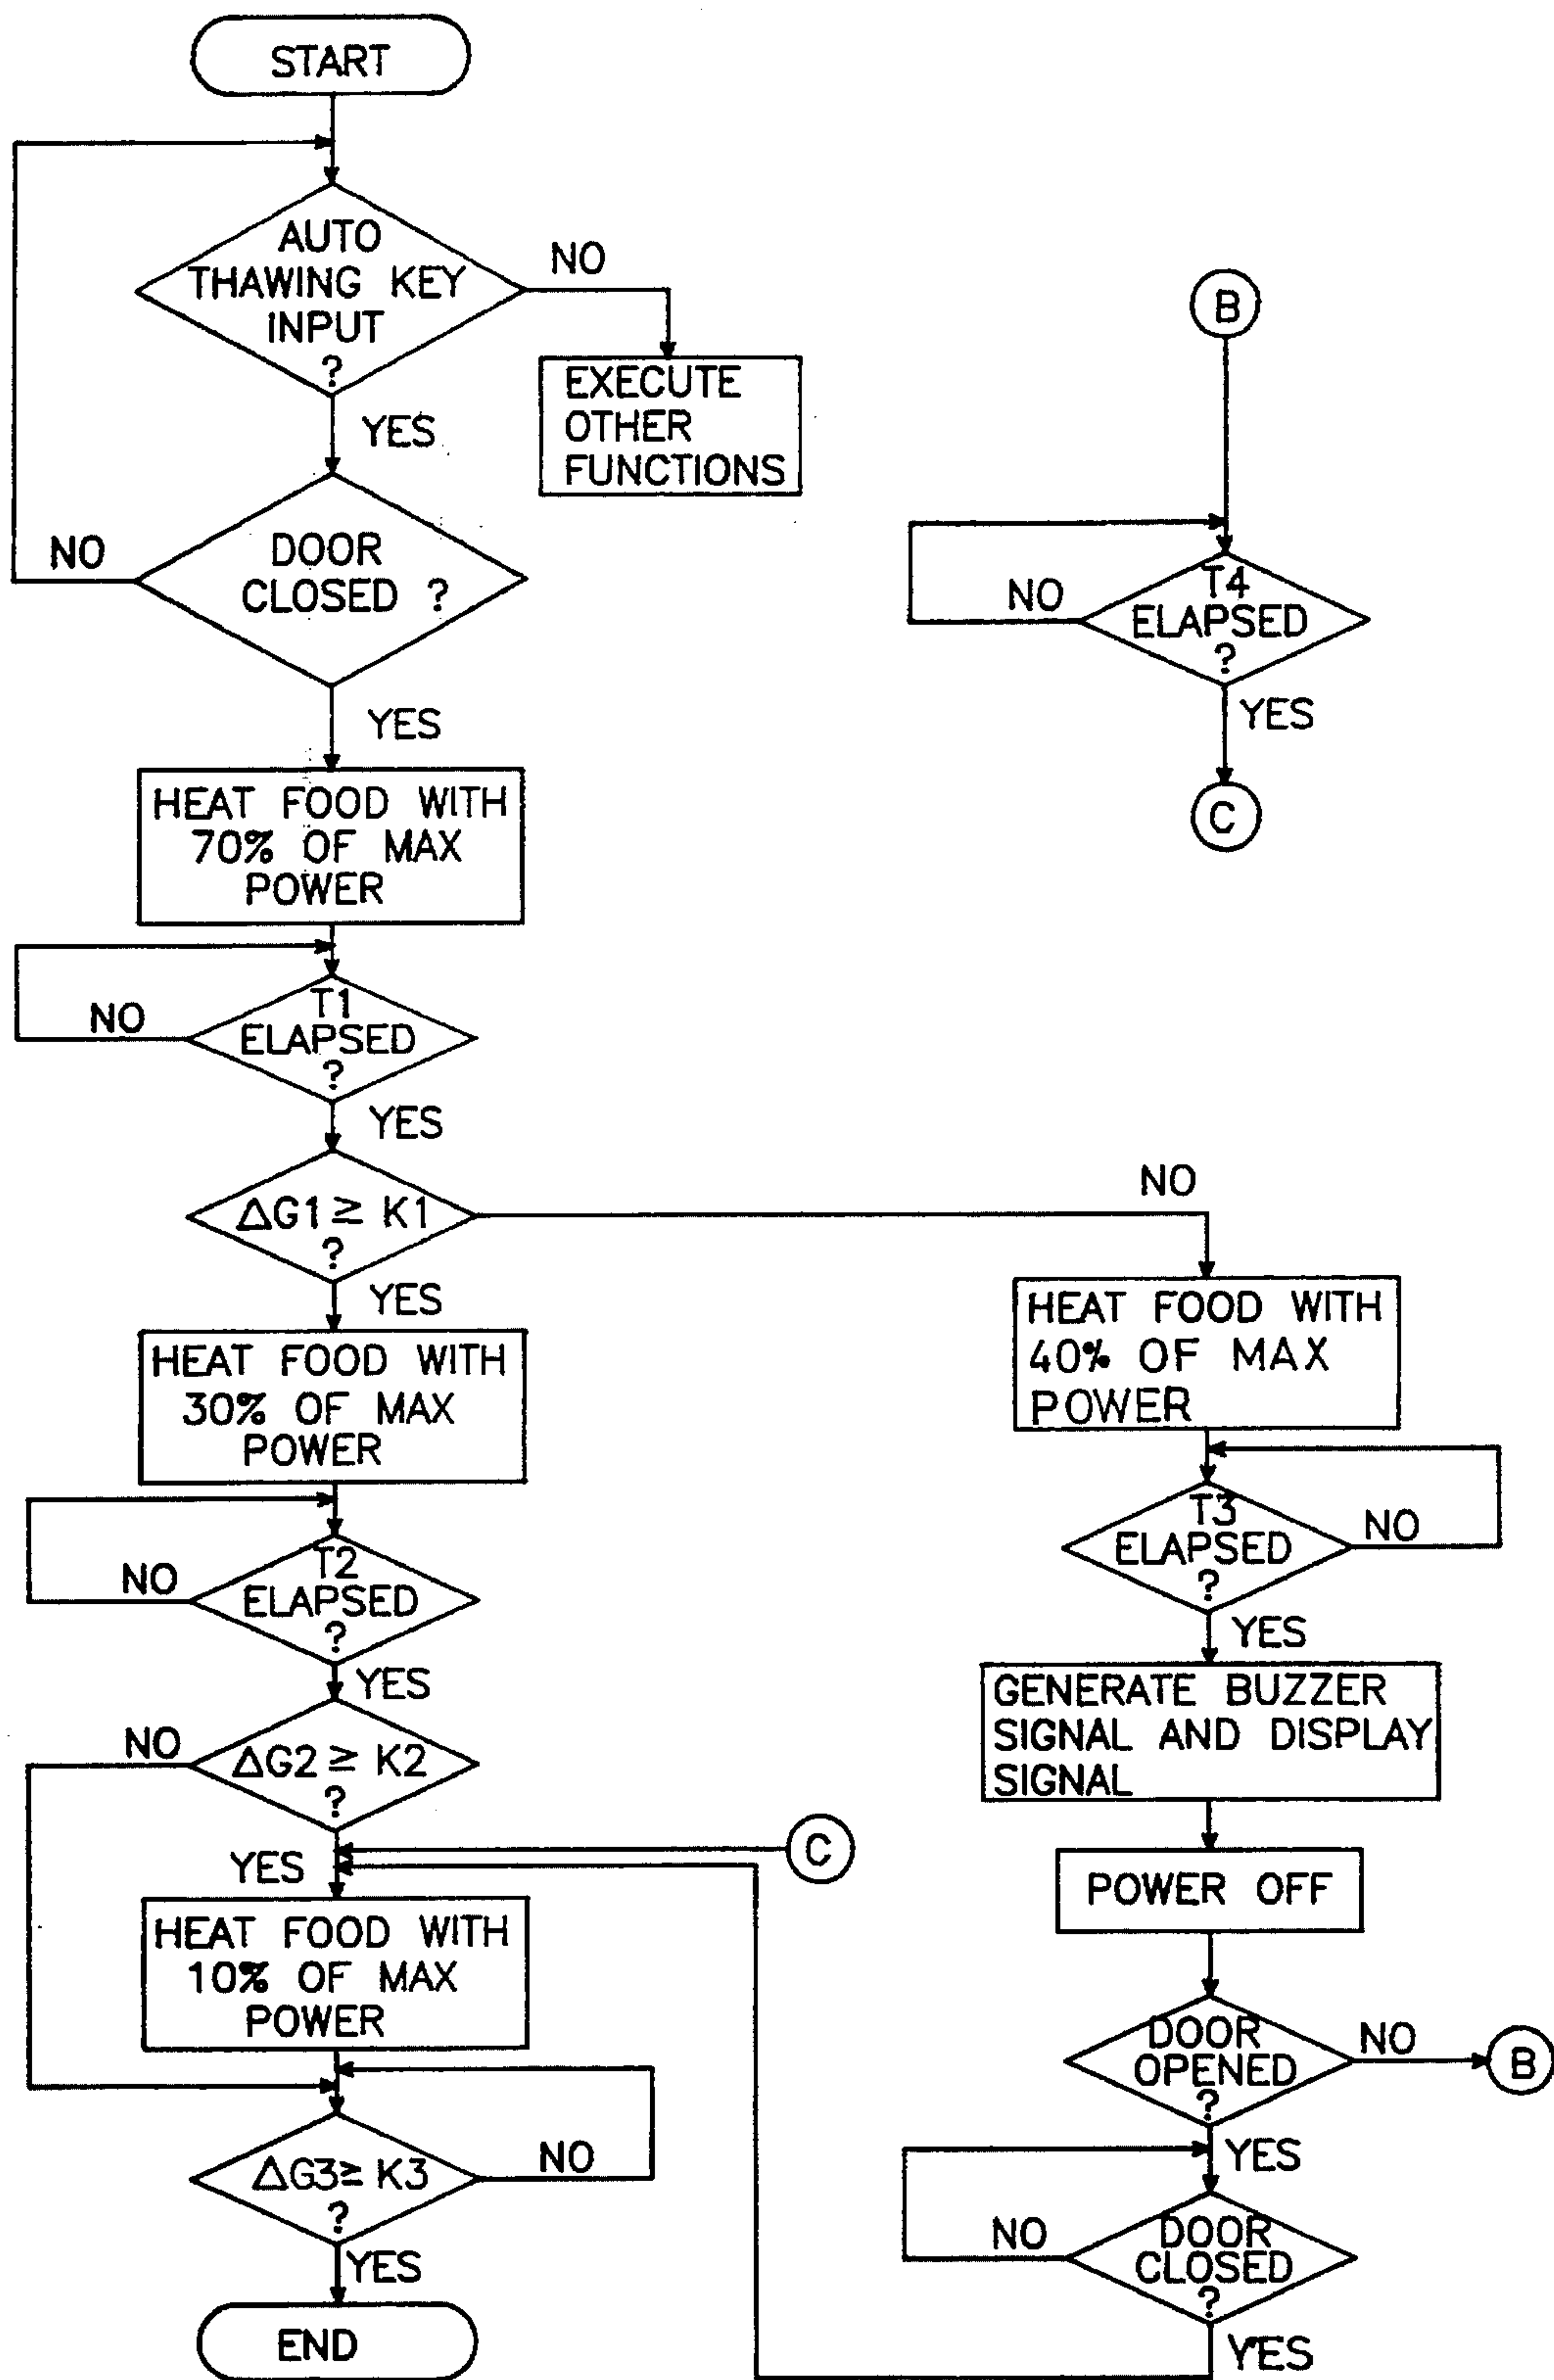 START
AUTO
THAWING KEY
INPUT
?
NO
EXECUTE
OTHER
FUNCTIONS
YES
DOOR
CLOSED ?
NO
YES
HEAT FOOD WITH
70% OF MAX
POWER
T1
ELAPSED
?
NO
YES
ΔG1 ≥ K1
?
NO
YES
HEAT FOOD WITH
30% OF MAX
POWER
T2
ELAPSED
?
NO
YES
ΔG2 ≥ K2
?
NO
YES
C
HEAT FOOD WITH
10% OF MAX
POWER
ΔG3≥ K3
?
NO
YES
END
B
T4
ELAPSED
?
NO
YES
C
HEAT FOOD WITH
40% OF MAX
POWER
T3
ELAPSED
?
NO
YES
GENERATE BUZZER
SIGNAL AND DISPLAY
SIGNAL
POWER OFF
DOOR
OPENED
?
NO
B
YES
DOOR
CLOSED
?
NO
YES